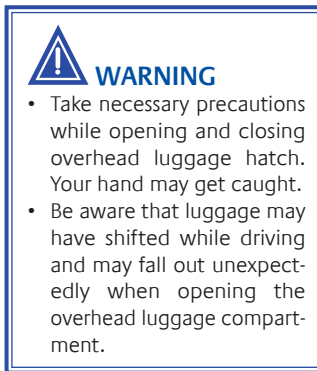 WARNING
• Take necessary precautions
while opening and closing
overhead luggage hatch.
Your hand may get caught.
• Be aware that luggage may
have shifted while driving
and may fall out unexpect-
edly when opening the
overhead luggage compart-
ment.